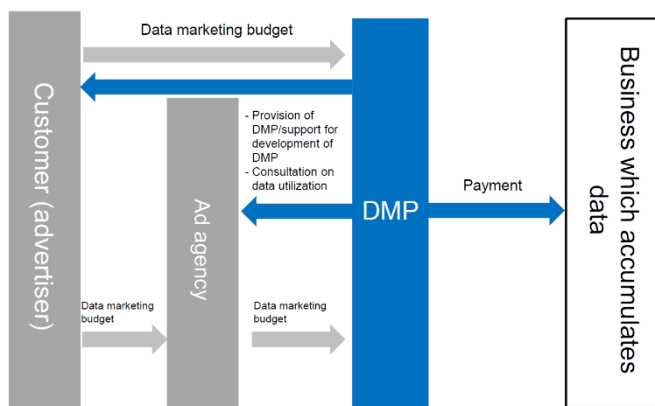 Data marketing budget
Customer (advertiser)
- Provision of
DMP/support for
development of
DMP
- Consultation on
data utilization
Ad agency
DMP
Payment
Business which accumulates
data
Data marketing
budget
Data marketing
budget